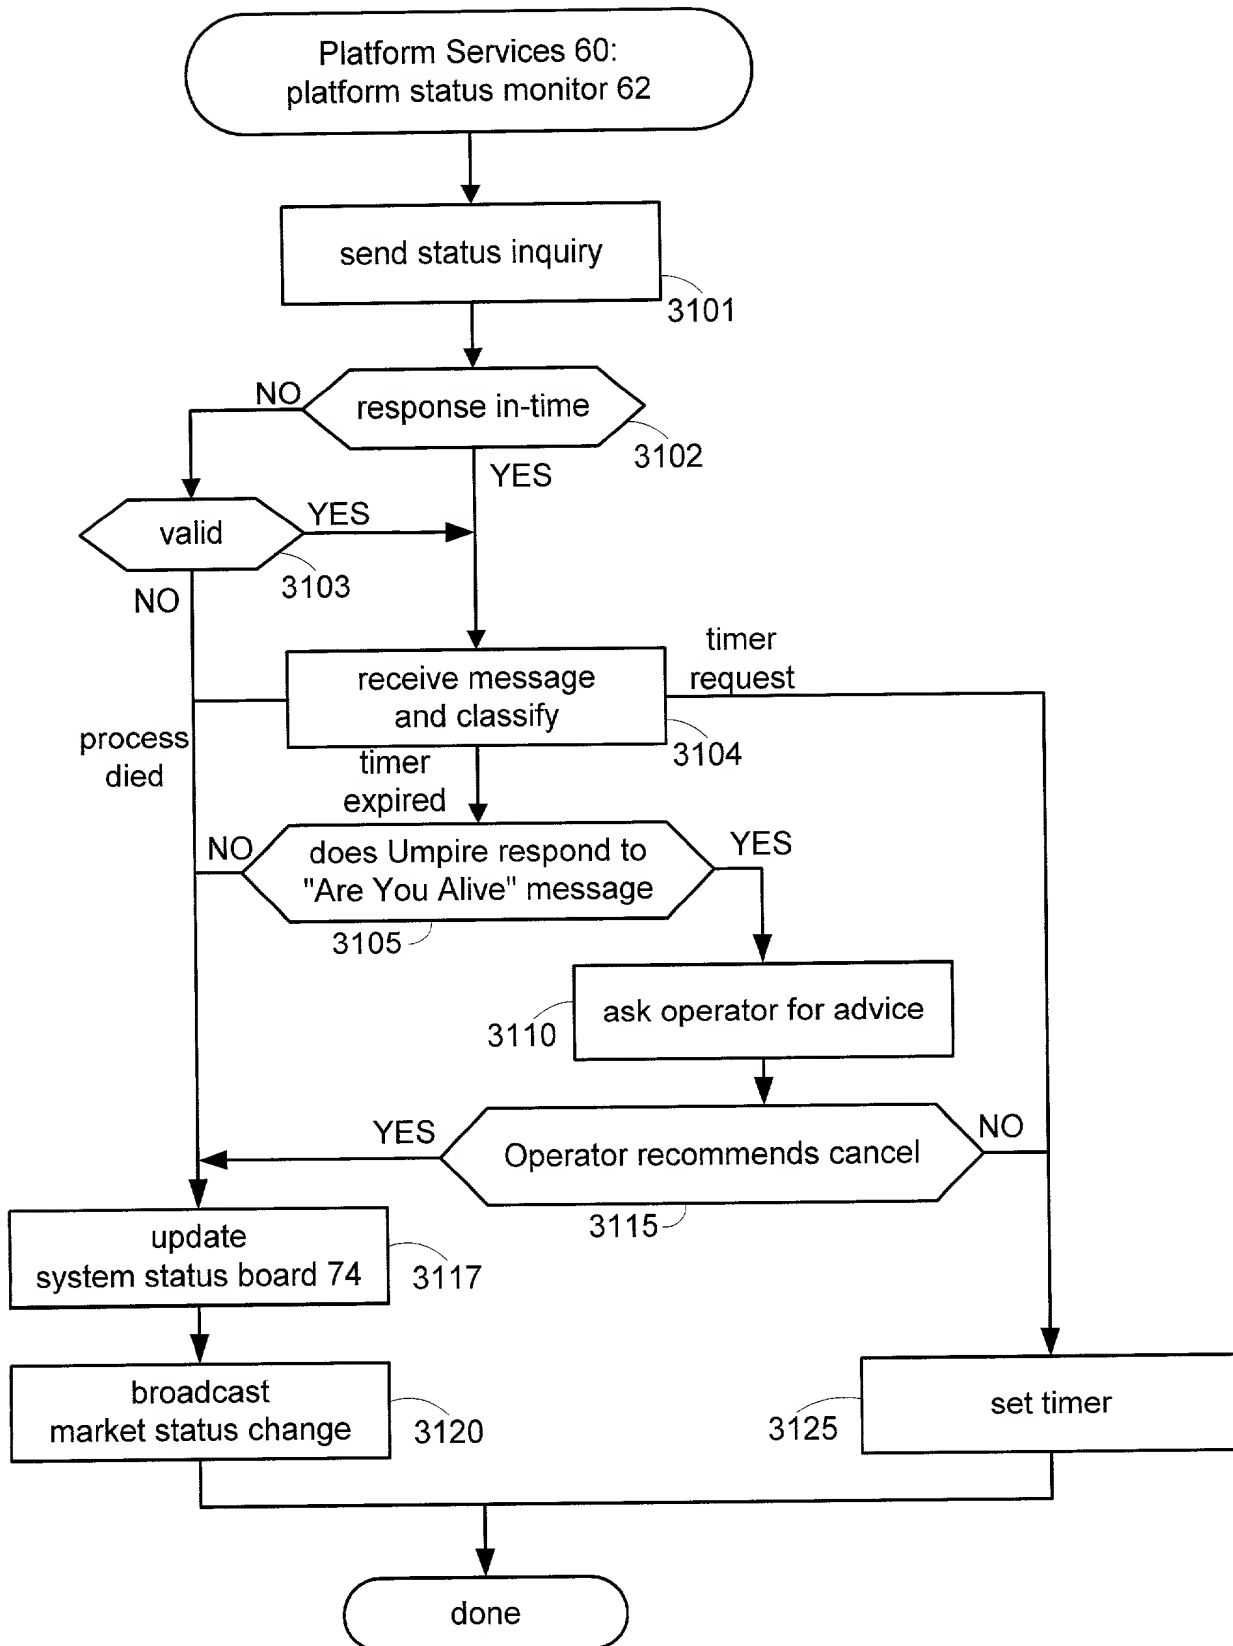 Platform Services 60:
platform status monitor 62
send status inquiry
3101
NO
response in-time
3102
YES
valid
YES
3103
NO
timer
request
receive message
and classify
3104
process
died
timer
expired
NO
does Umpire respond to
"Are You Alive" message
YES
3105
ask operator for advice
3110
YES
Operator recommends cancel
NO
3115
update
system status board 74
3117
broadcast
market status change
3120
set timer
3125
done